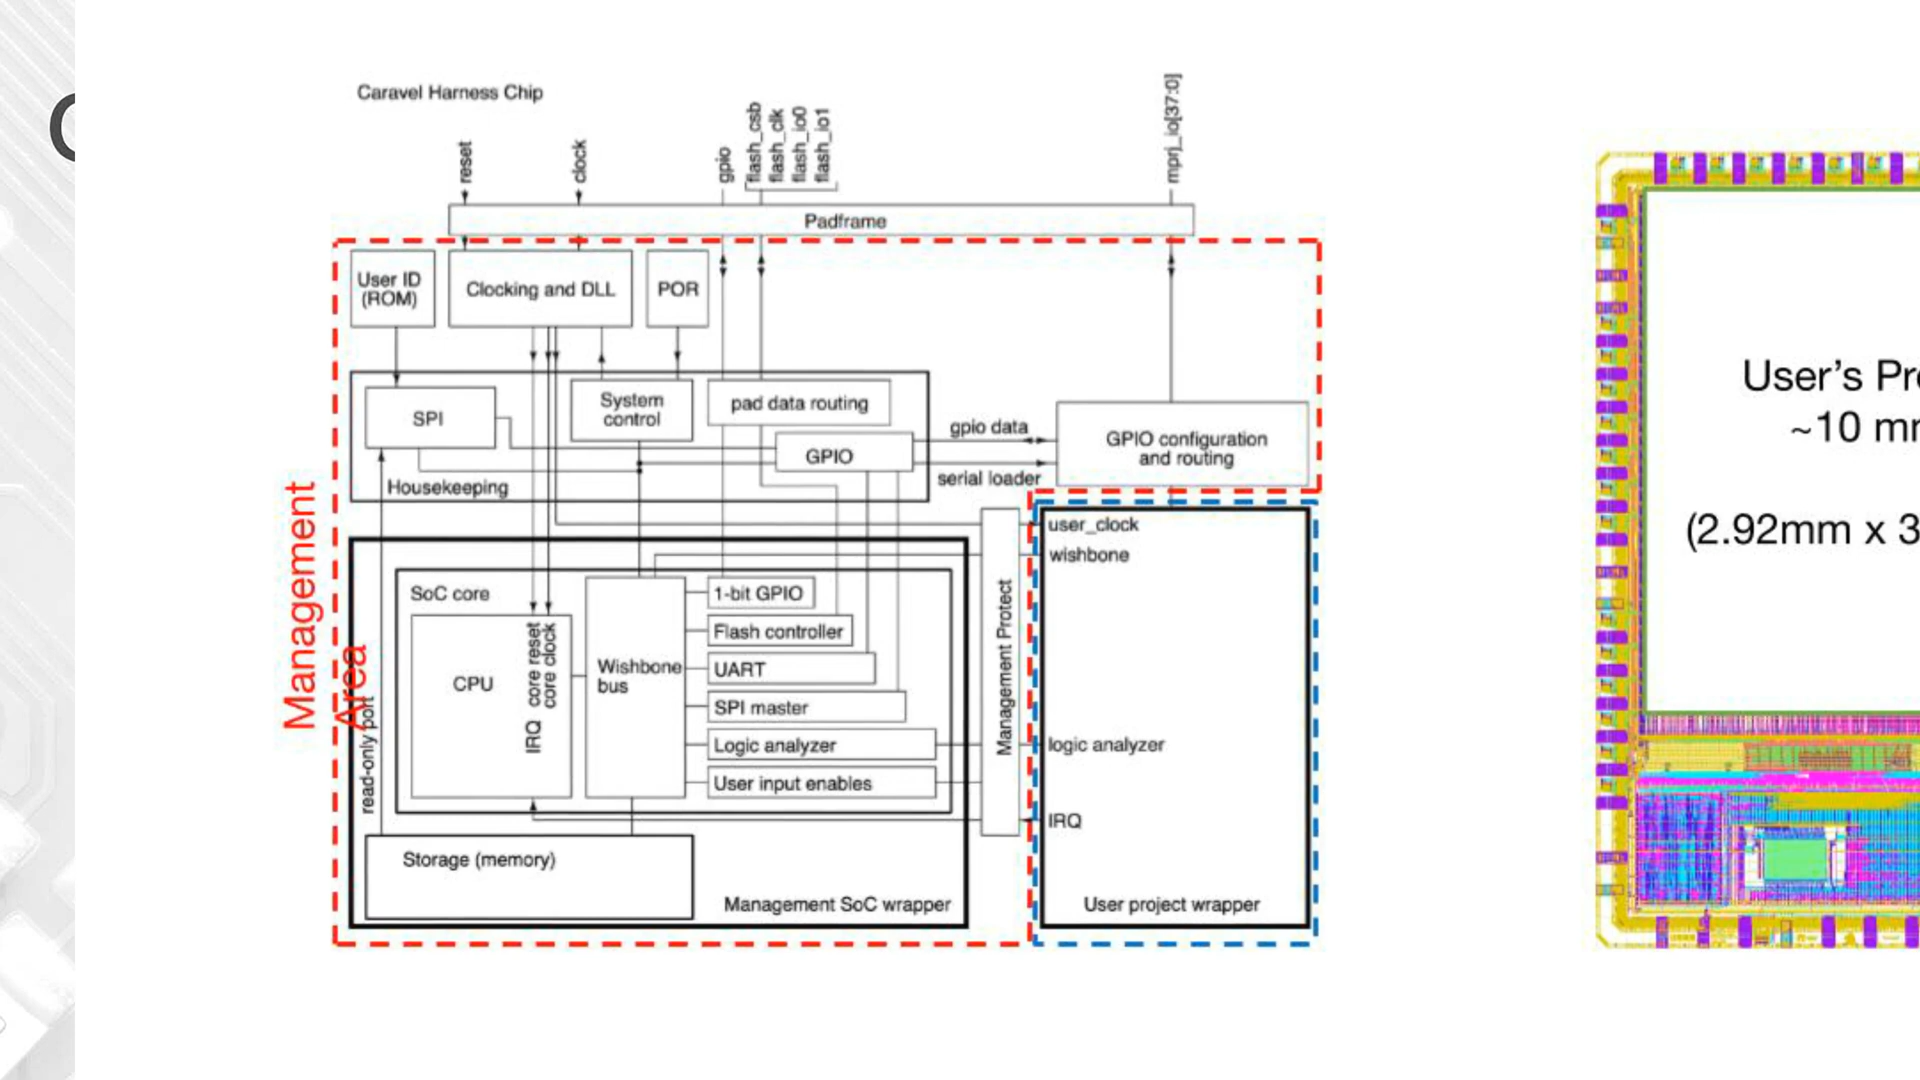 Caravel Harness Chip
reset
clock
gpio
flash_csb
flash_clk
flash_io0
flash_io1
mprj_io[37:0]
Padframe
User ID
(ROM)
Clocking and DLL
POR
SPI
System
control
pad data routing
GPIO
Housekeeping
gpio data
serial loader
GPIO configuration
and routing
Management
Area
read-only port
SoC core
CPU
core reset
core clock
IRQ
Wishbone
bus
1-bit GPIO
Flash controller
UART
SPI master
Logic analyzer
User input enables
Storage (memory)
Management SoC wrapper
Management Protect
user_clock
wishbone
logic analyzer
IRQ
User project wrapper
User's
~10
(2.92mm x